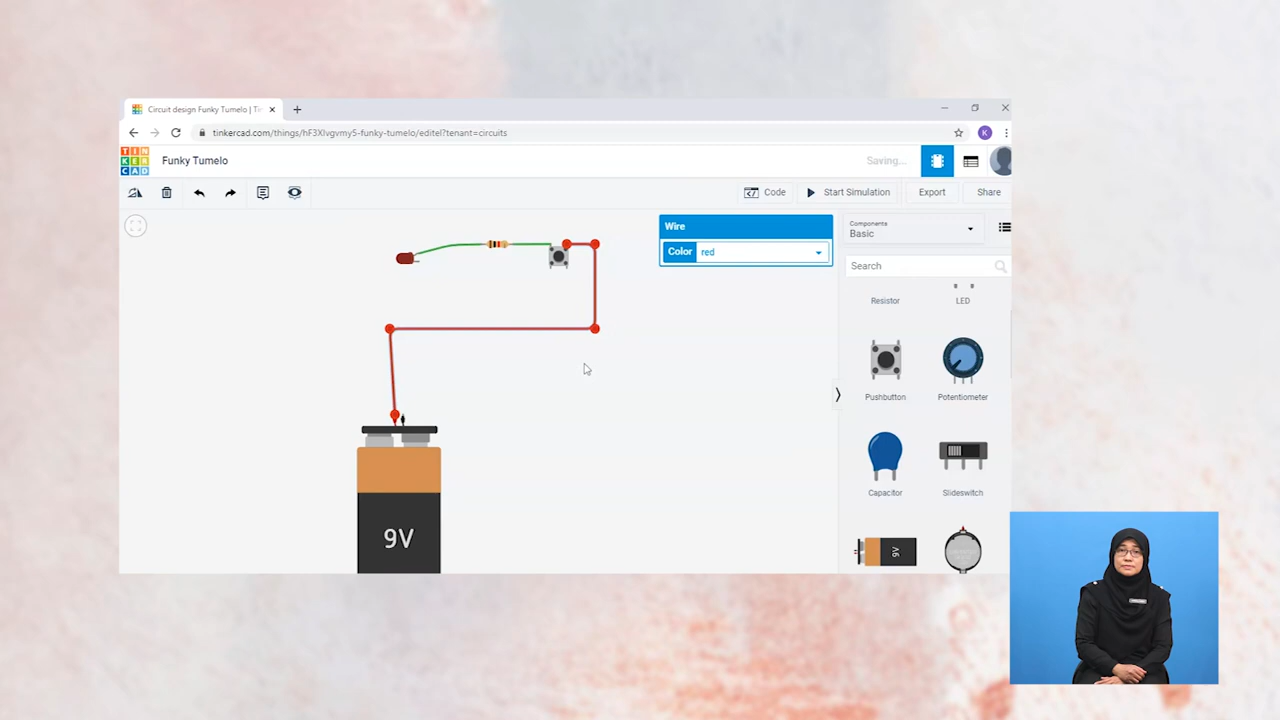 Circuit design Funky Tumelo | Tin
tinkercad.com/things/hF3Xlvgvmy5-funky-tumelo/editel?tenant=circuits
TIN
KER
CAD
Funky Tumelo
Saving...
Code
Start Simulation
Export
Share
Wire
Color
red
Components
Basic
Search
Resistor
LED
Pushbutton
Potentiometer
Capacitor
Slideswitch
9V
9V
K